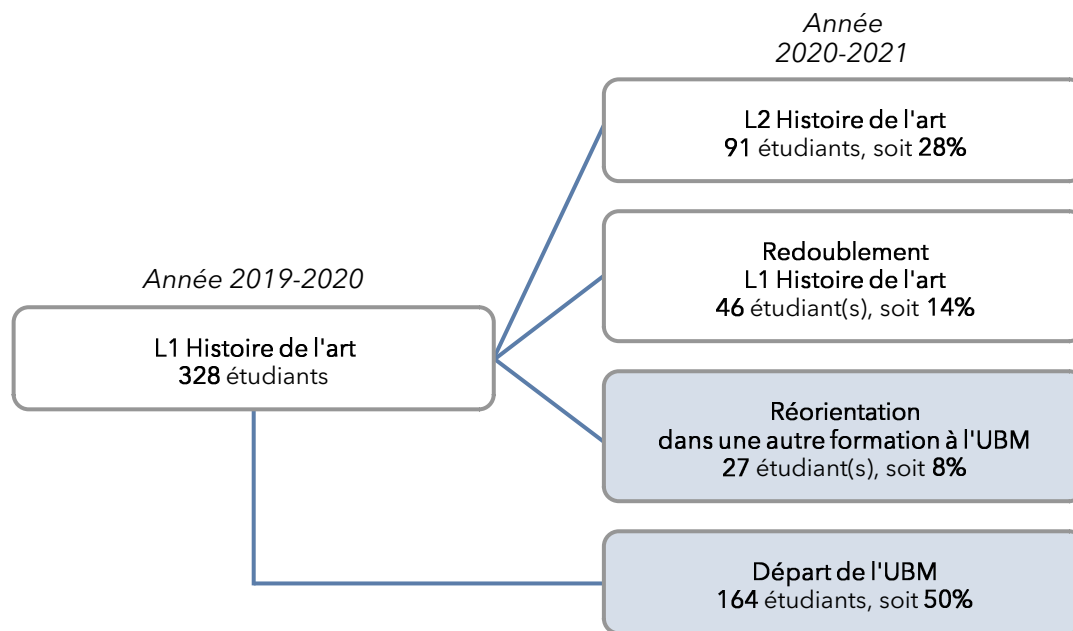 Année 2019-2020
L1 Histoire de l'art
328 étudiants
Année
2020-2021
L2 Histoire de l'art
91 étudiants, soit 28%
Redoublement
L1 Histoire de l'art
46 étudiant(s), soit 14%
Réorientation
dans une autre formation à l'UBM
27 étudiant(s), soit 8%
Départ de l'UBM
164 étudiants, soit 50%